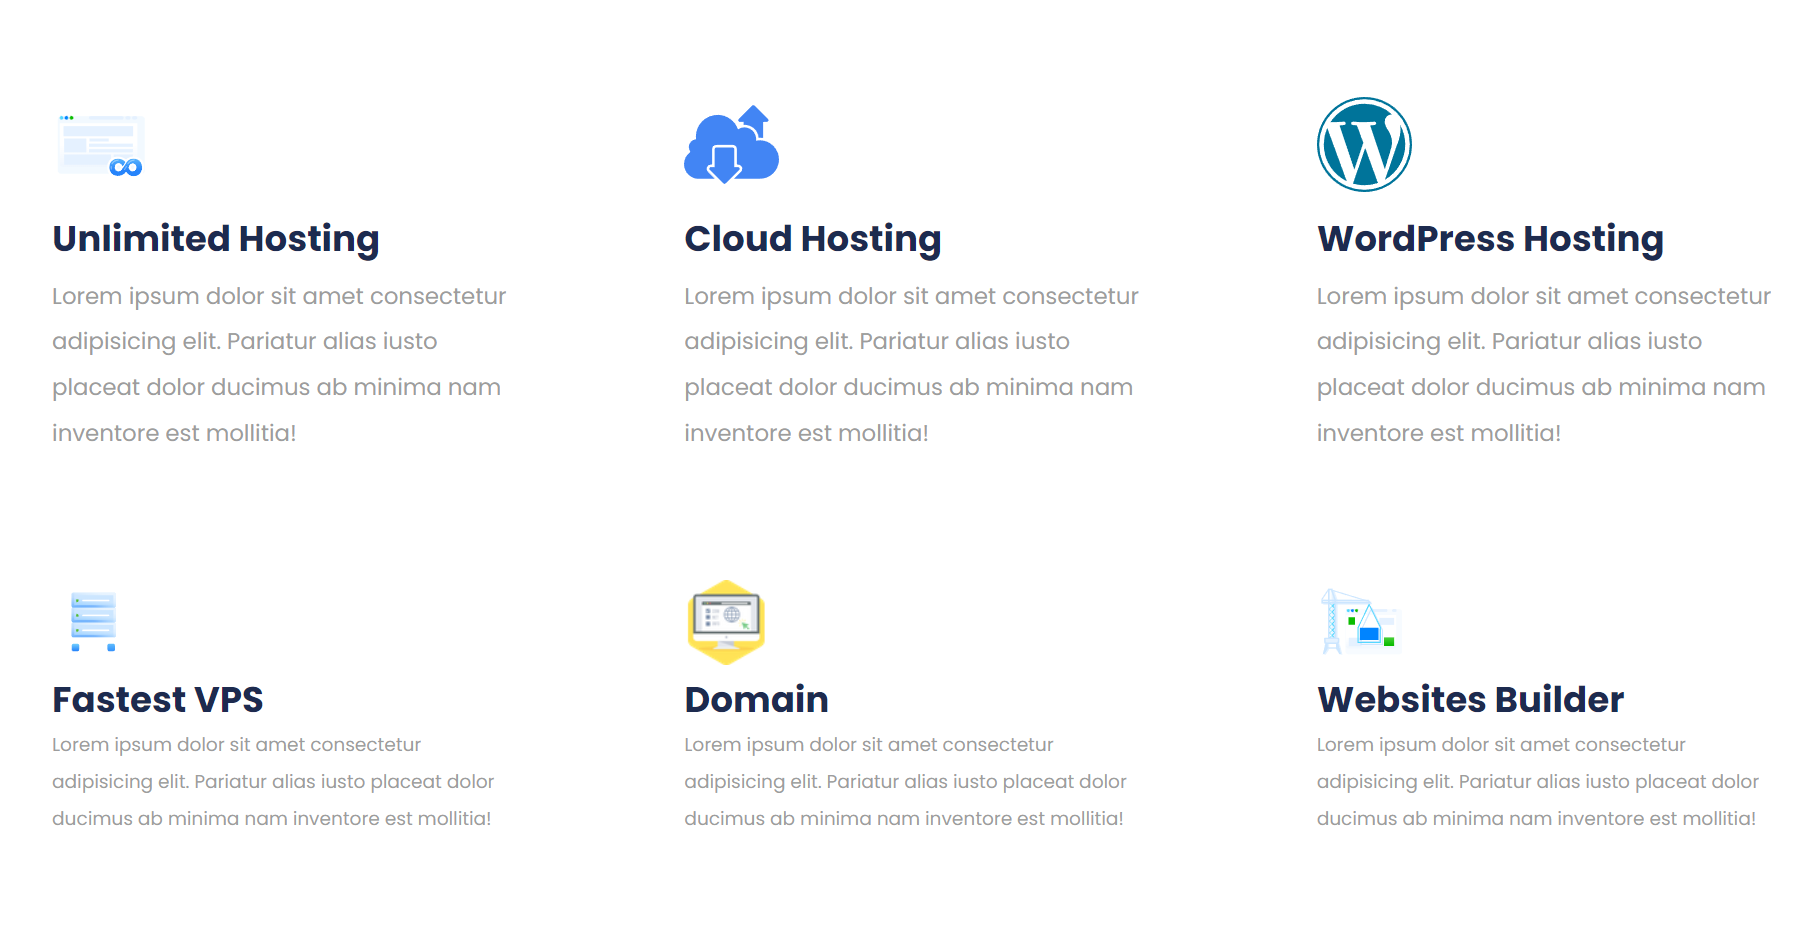 Unlimited Hosting
Lorem ipsum dolor sit amet consectetur
adipisicing elit. Pariatur alias iusto
placeat dolor ducimus ab minima nam
inventore est mollitia!
Cloud Hosting
Lorem ipsum dolor sit amet consectetur
adipisicing elit. Pariatur alias iusto
placeat dolor ducimus ab minima nam
inventore est mollitia!
WordPress Hosting
Lorem ipsum dolor sit amet consectetur
adipisicing elit. Pariatur alias iusto
placeat dolor ducimus ab minima nam
inventore est mollitia!
Fastest VPS
Lorem ipsum dolor sit amet consectetur
adipisicing elit. Pariatur alias iusto placeat dolor
ducimus ab minima nam inventore est mollitia!
Domain
Lorem ipsum dolor sit amet consectetur
adipisicing elit. Pariatur alias iusto placeat dolor
ducimus ab minima nam inventore est mollitia!
Websites Builder
Lorem ipsum dolor sit amet consectetur
adipisicing elit. Pariatur alias iusto placeat dolor
ducimus ab minima nam inventore est mollitia!